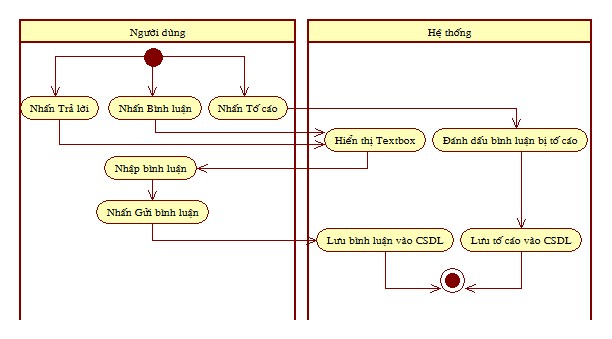 Người dùng
Hệ thống
Nhấn Trả lời
Nhấn Bình luận
Nhấn Tố cáo
Hiển thị Textbox
Đánh dấu bình luận bị tố cáo
Nhập bình luận
Nhấn Gửi bình luận
Lưu bình luận vào CSDL
Lưu tố cáo vào CSDL